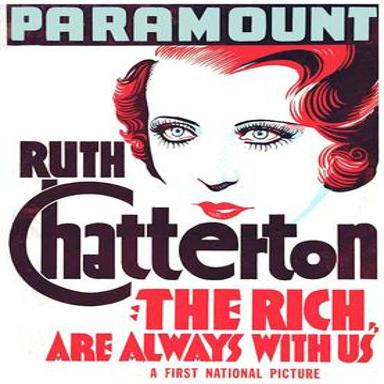 PARAMOUNT
RUTH
Chatterton
"THE RICH,
ARE ALWAYS WITH US"
A FIRST NATIONAL PICTURE